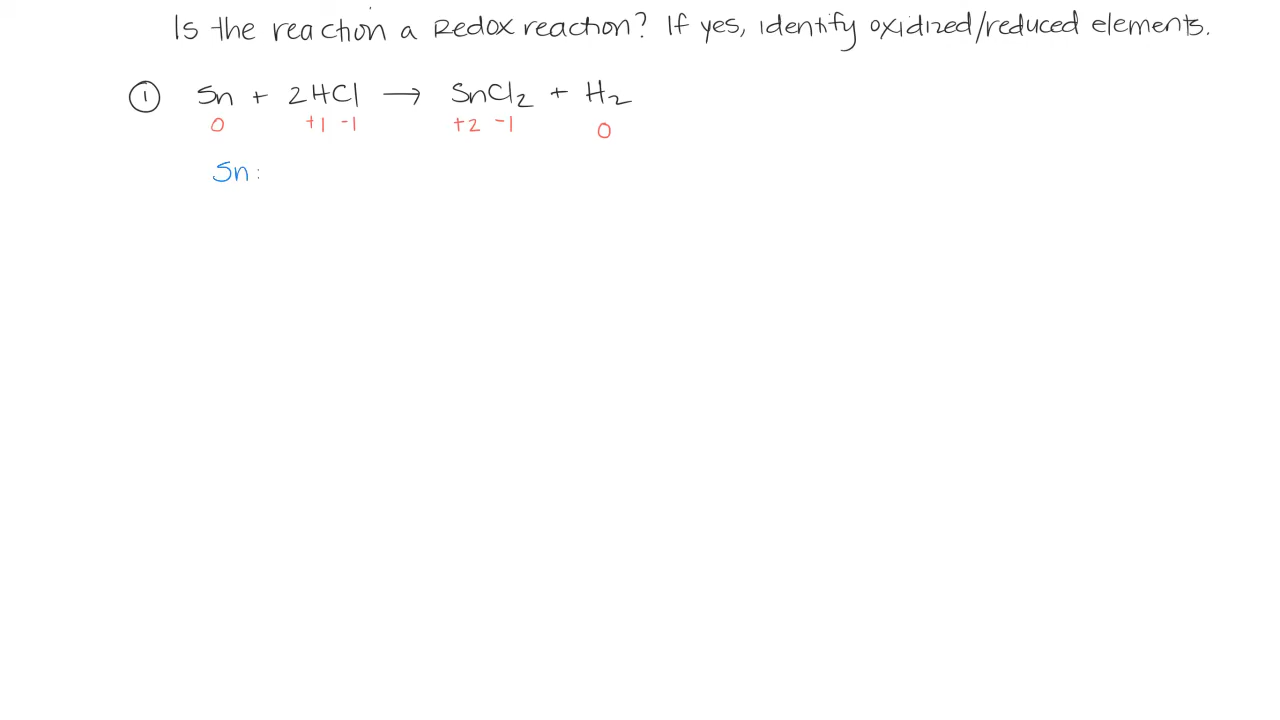 Is the reaction a Redox reaction? If yes, identify oxidized/reduced elements.
① Sn + 2HCl → SnCl₂ + H₂
0 +1 -1 +2 -1 0
Sn: